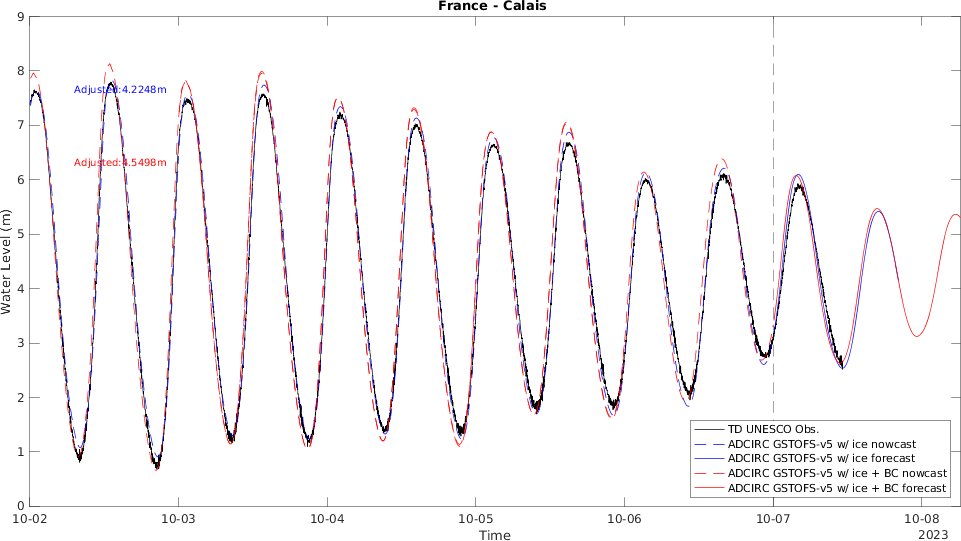 France - Calais
Water Level (m)
9
8
7
6
5
4
3
2
1
0
Adjusted:4.2248m
Adjusted:4.5498m
TD UNESCO Obs.
ADCIRC GSTOFS-v5 w/ ice nowcast
ADCIRC GSTOFS-v5 w/ ice forecast
ADCIRC GSTOFS-v5 w/ ice + BC nowcast
ADCIRC GSTOFS-v5 w/ ice + BC forecast
10-02 10-03 10-04 10-05 10-06 10-07 10-08
Time
2023